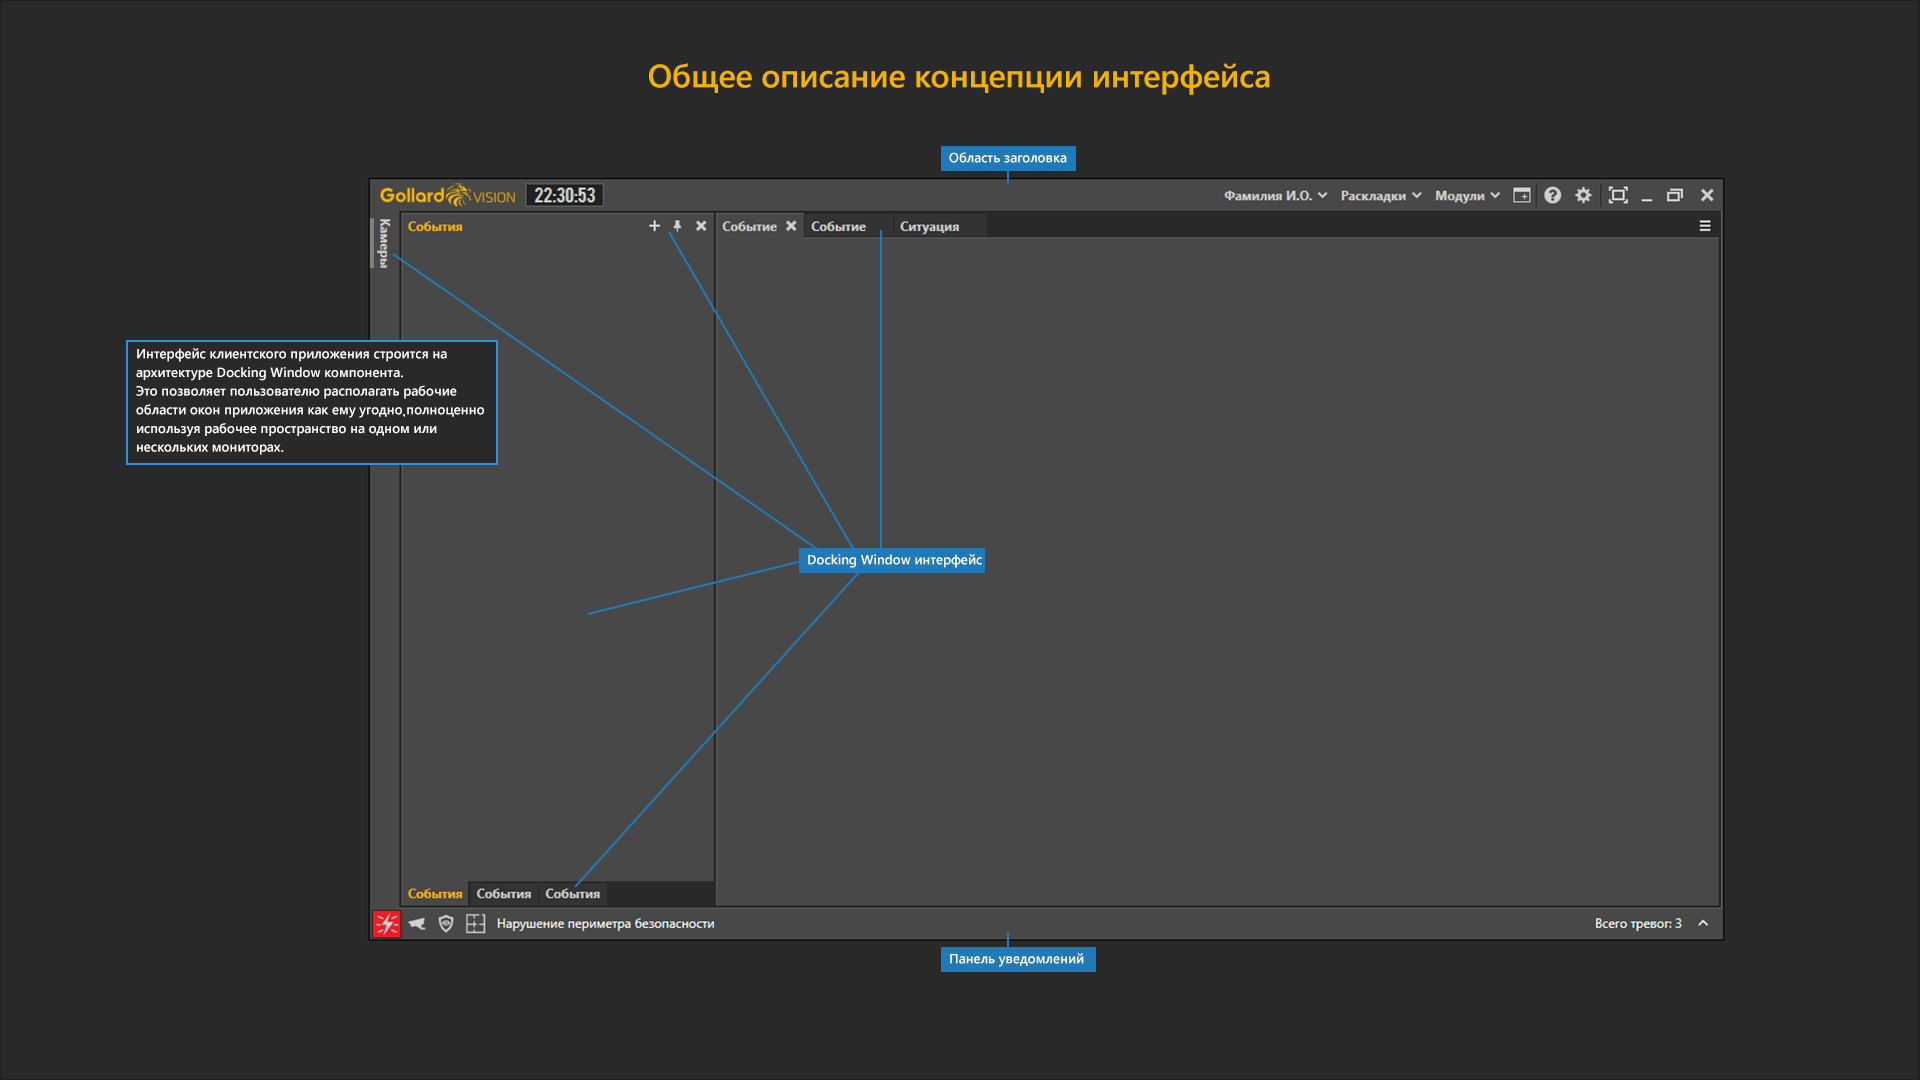 Общее описание концепции интерфейса
Область заголовка
Gollard VISION 22:30:53 Фамилия И.О. Раскладки Модули
Камеры
События Событие Событие Ситуация
Интерфейс клиентского приложения строится на
архитектуре Docking Window компонента.
Это позволяет пользователю располагать рабочие
области окон приложения как ему угодно,полноценно
используя рабочее пространство на одном или
нескольких мониторах.
Docking Window интерфейс
События События События
Нарушение периметра безопасности Всего тревог: 3
Панель уведомлений